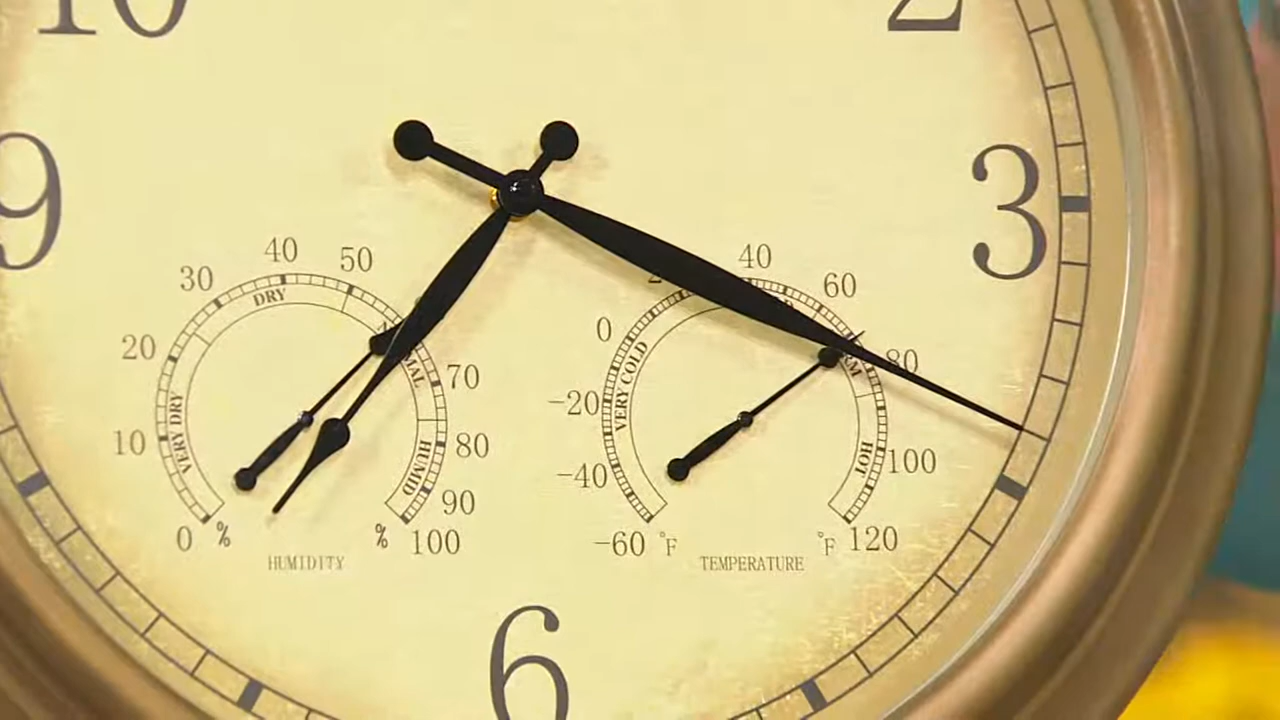 10
2
9
3
40
50
30
DRY
20
70
10
VERY DRY
HUMID
80
90
0 % % 100
HUMIDITY
40
60
0
80
VERY COLD
-20
HOT
100
-40
-60 °F °F 120
TEMPERATURE
6